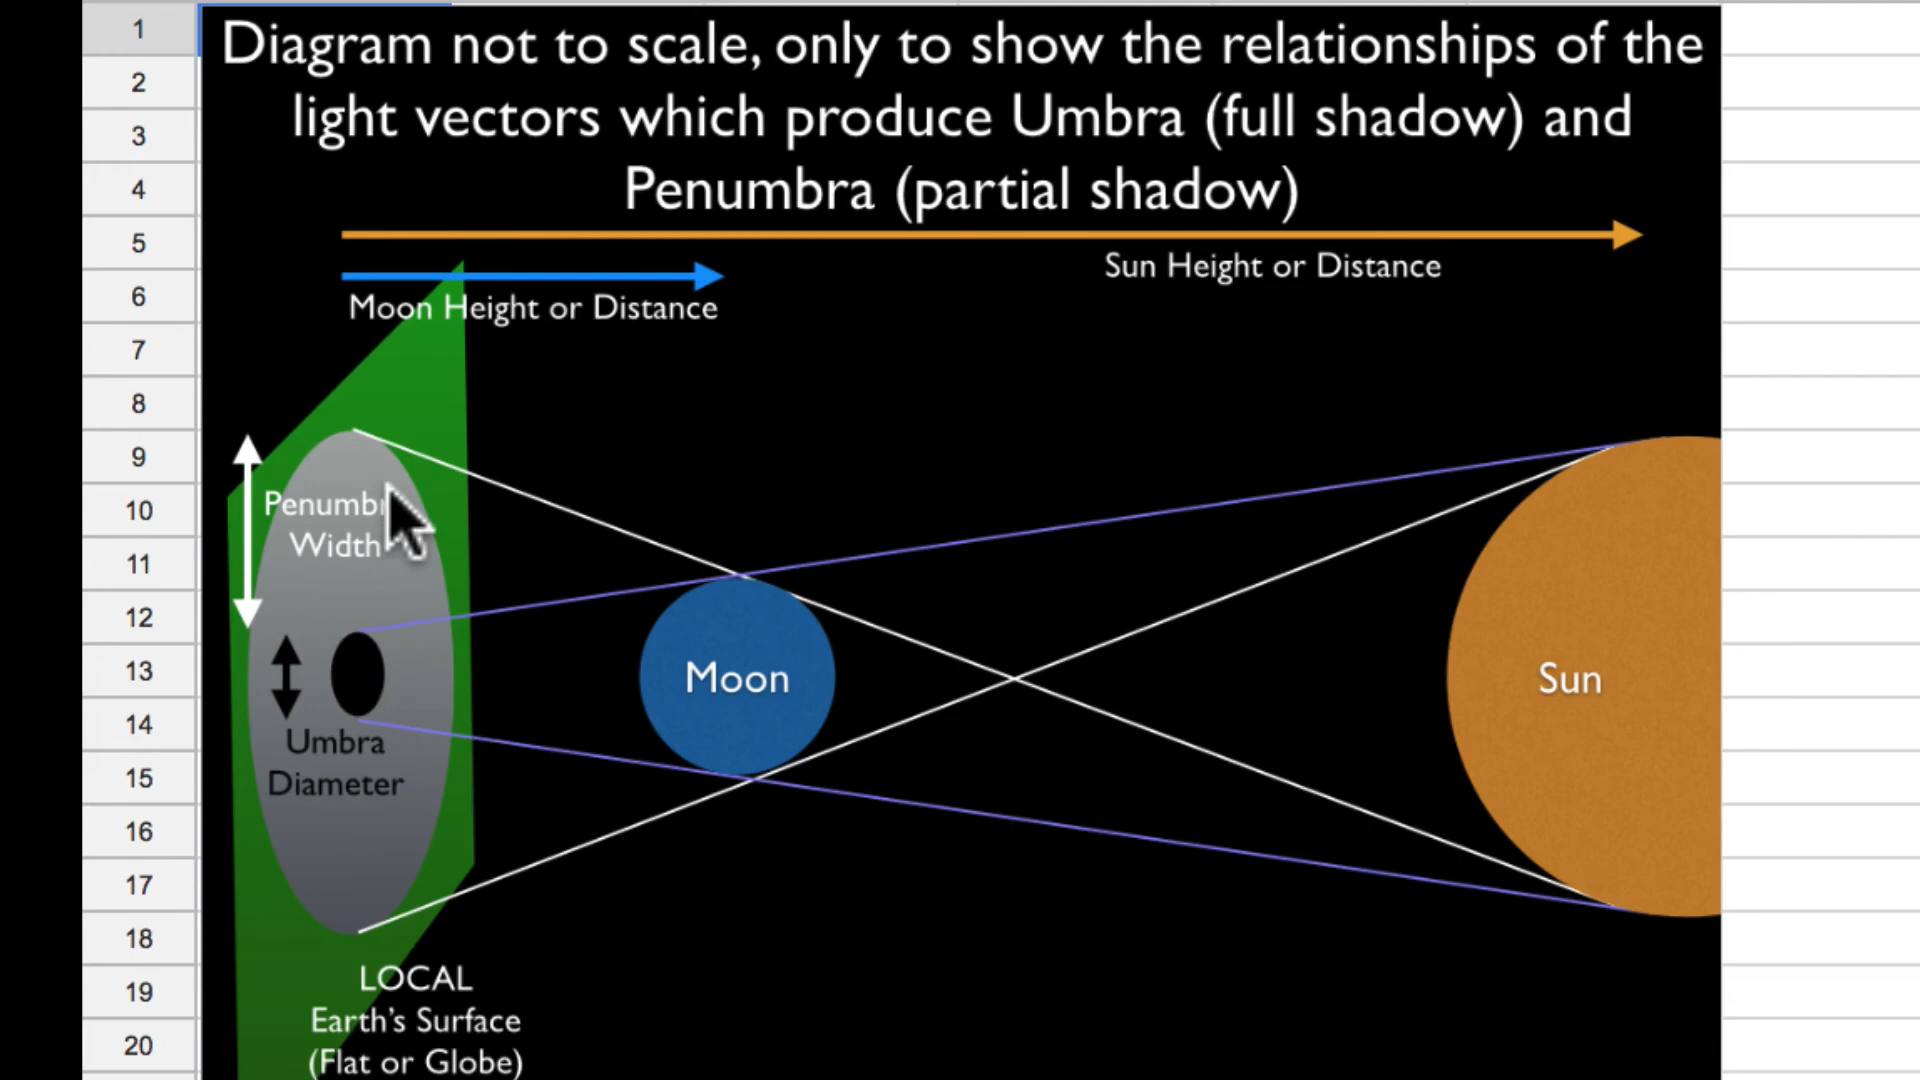 1
2
3
4
5
6
7
8
9
10
11
12
13
14
15
16
17
18
19
20
Diagram not to scale, only to show the relationships of the
light vectors which produce Umbra (full shadow) and
Penumbra (partial shadow)
Sun Height or Distance
Moon Height or Distance
Penumbr
Width
Moon
Sun
Umbra
Diameter
LOCAL
Earth's Surface
(Flat or Globe)